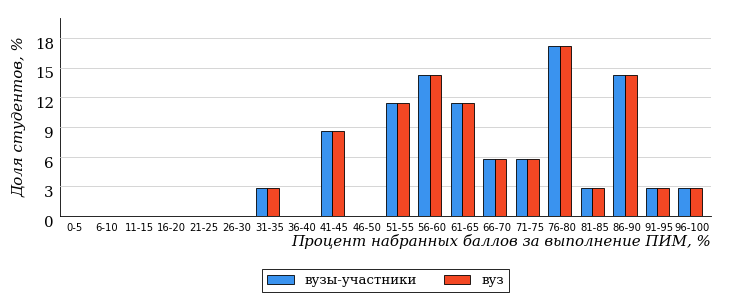 Доля студентов, %
18
15
12
9
6
3
0
0-5 6-10 11-15 16-20 21-25 26-30 31-35 36-40 41-45 46-50 51-55 56-60 61-65 66-70 71-75 76-80 81-85 86-90 91-95 96-100
Процент набранных баллов за выполнение ПИМ, %
вузы-участники вуз